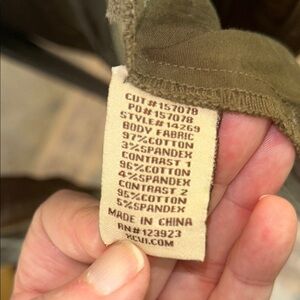 CUT#157078
PO#157078
STYLE#14269
BODY FABRIC
97%COTTON
3%SPANDEX
CONTRAST 1
96%COTTON
4%SPANDEX
CONTRAST 2
95%COTTON
5%SPANDEX
MADE IN CHINA
RN#123923
XCVI.COM